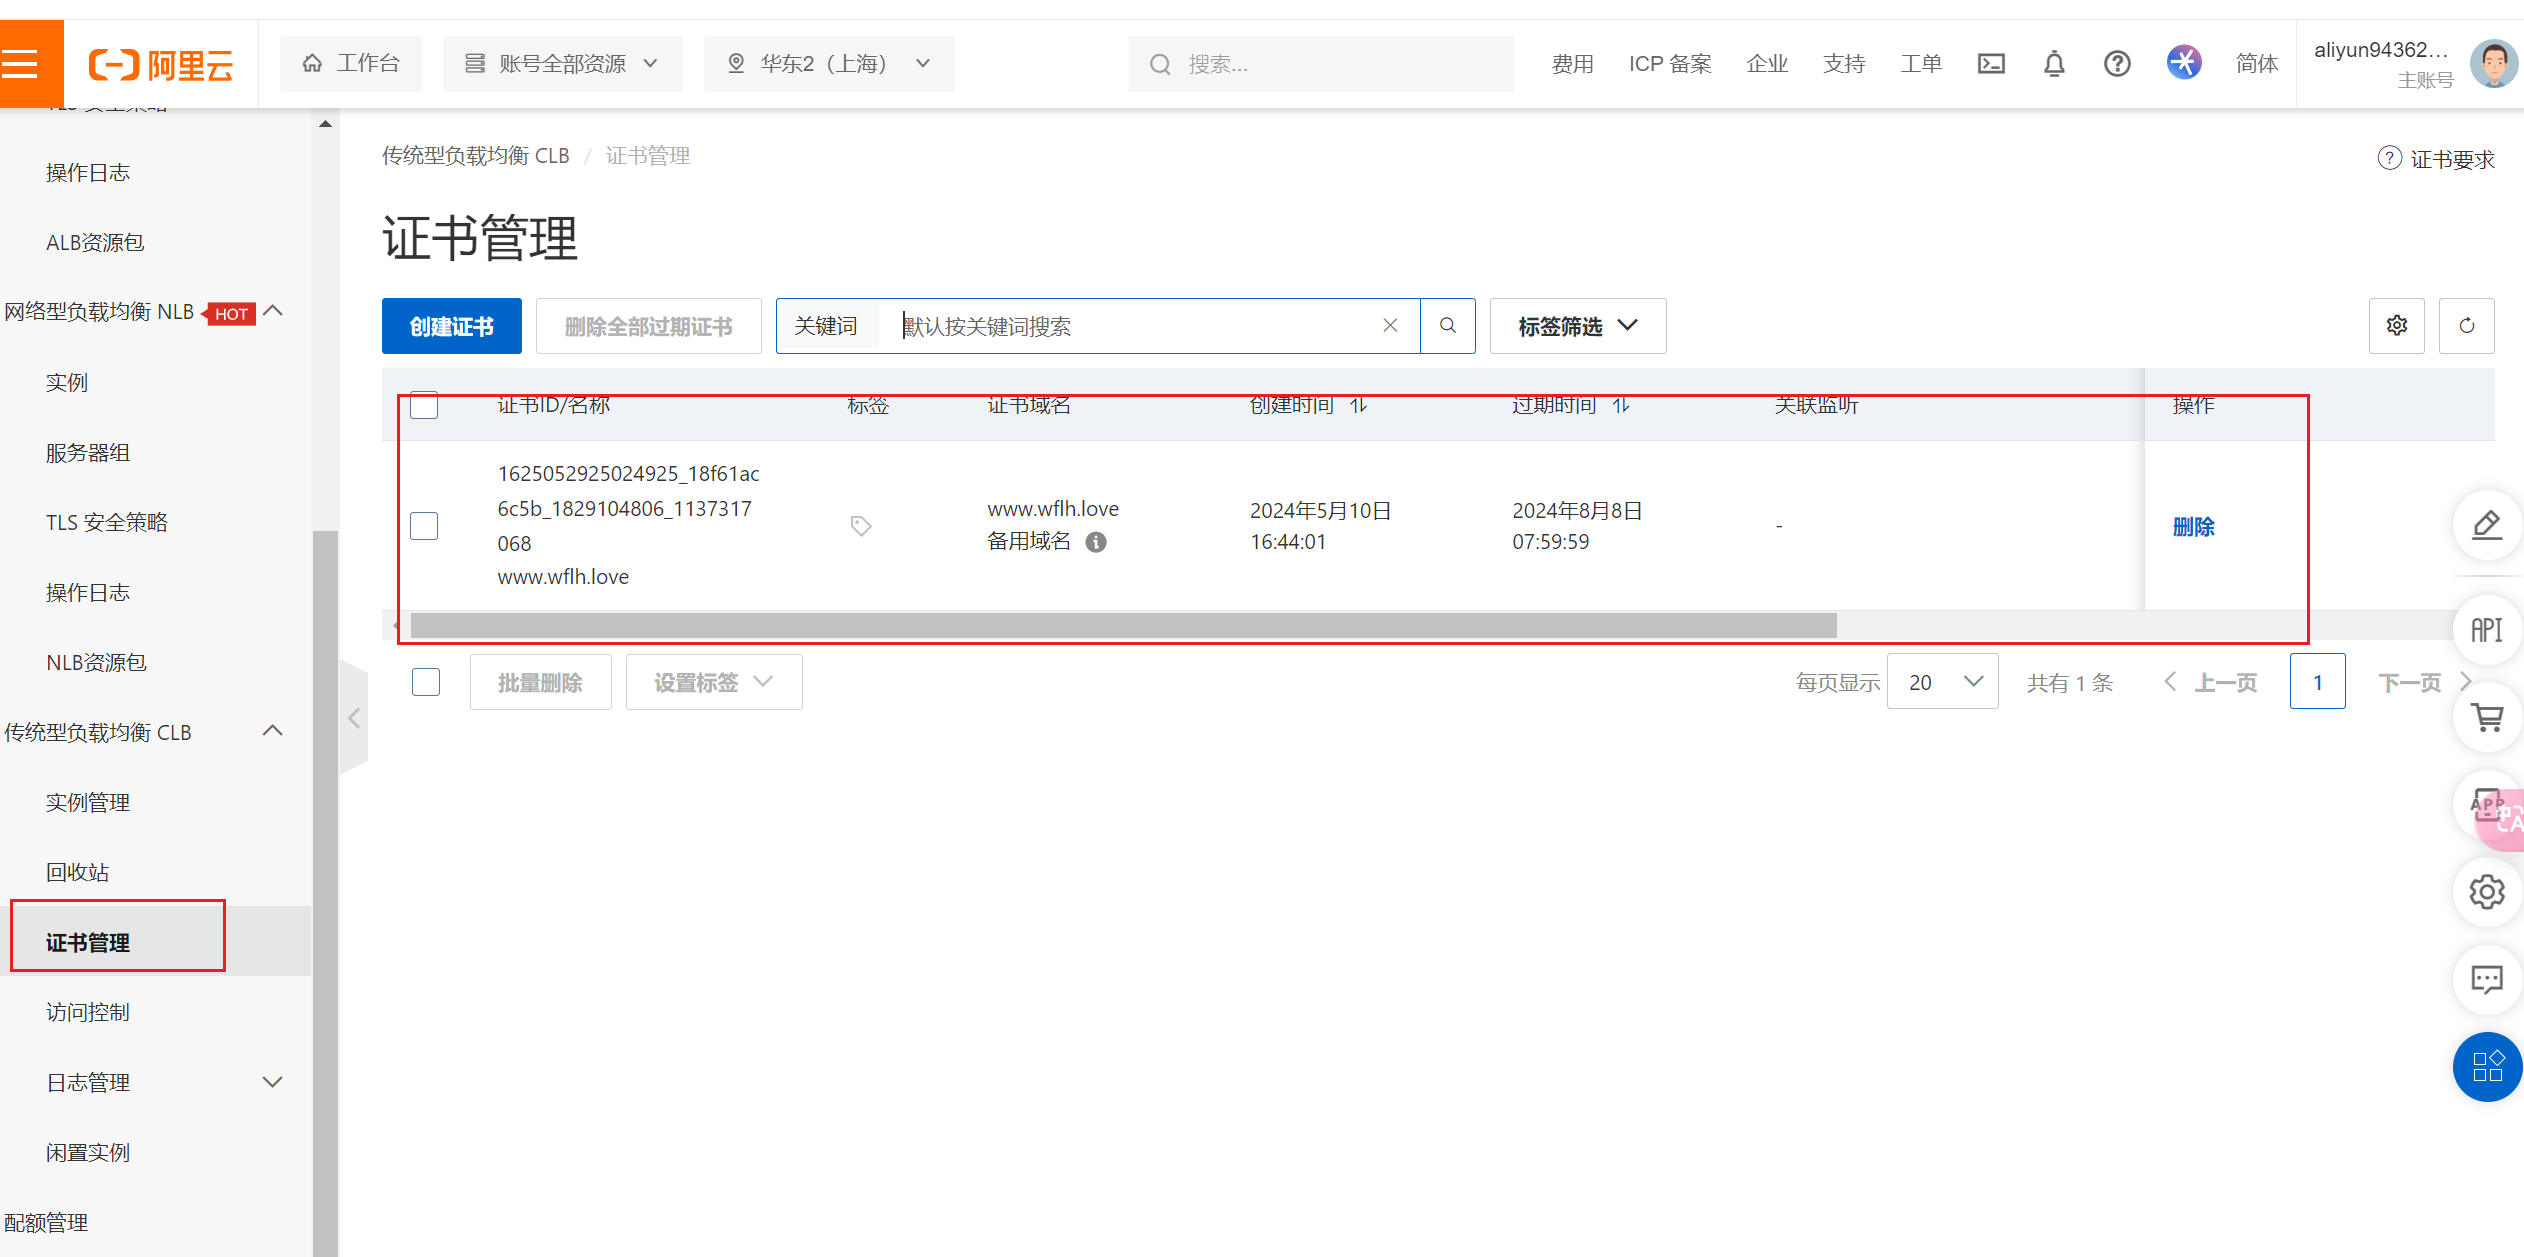 阿里云
工作台
账号全部资源
华东2（上海）
搜索...
费用
ICP 备案
企业
支持
工单
简体
aliyun94362...
主账号
TLS 安全策略
操作日志
ALB资源包
网络型负载均衡 NLB
HOT
实例
服务器组
TLS 安全策略
操作日志
NLB资源包
传统型负载均衡 CLB
实例管理
回收站
证书管理
访问控制
日志管理
闲置实例
配额管理
传统型负载均衡 CLB / 证书管理
证书要求
证书管理
创建证书
删除全部过期证书
关键词
默认按关键词搜索
标签筛选
证书ID/名称
标签
证书域名
创建时间
过期时间
关联监听
操作
1625052925024925_18f61ac
6c5b_1829104806_1137317
068
www.wflh.love
www.wflh.love
备用域名
2024年5月10日
16:44:01
2024年8月8日
07:59:59
-
删除
批量删除
设置标签
每页显示
20
共有 1 条
上一页
1
下一页
API
APP